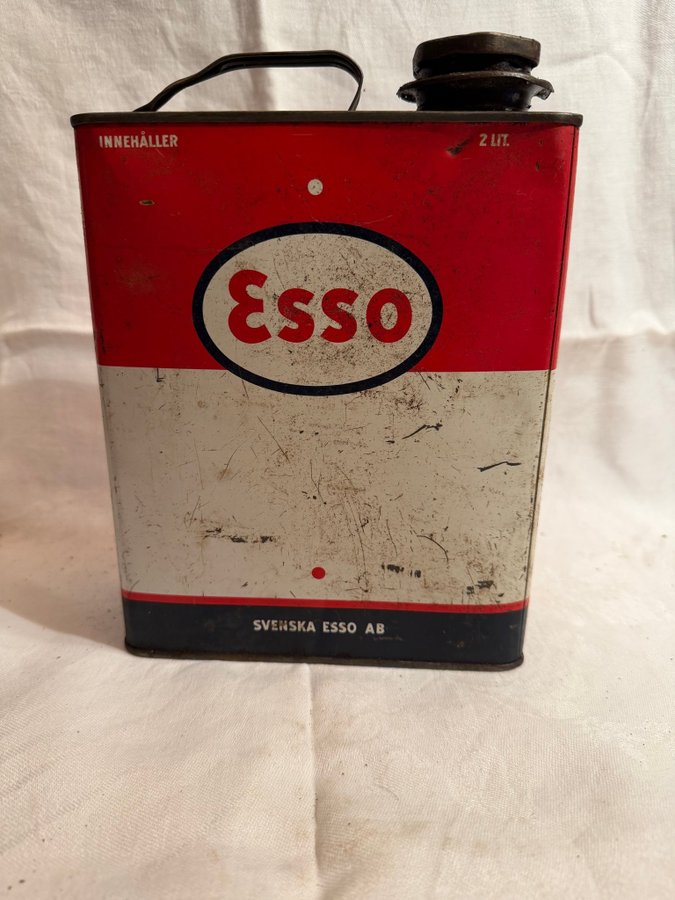 INNEHÅLLER 2 LIT.
Esso
SVENSKA ESSO AB